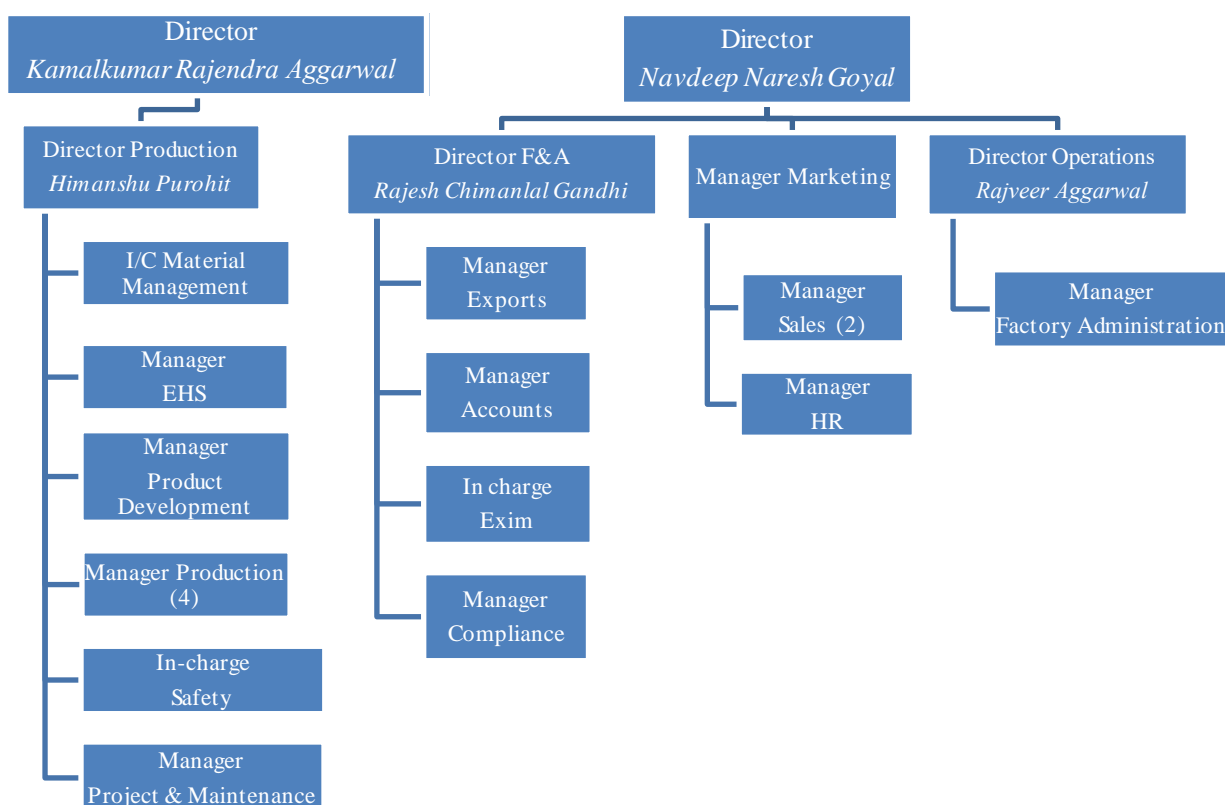 Director
Kamalkumar Rajendra Aggarwal
Director
Navdeep Naresh Goyal
Director Production
Himanshu Purohit
Director F&A
Rajesh Chimanlal Gandhi
Manager Marketing
Director Operations
Rajveer Aggarwal
I/C Material
Management
Manager
EHS
Manager
Product
Development
Manager Production
(4)
In-charge
Safety
Manager
Project & Maintenance
Manager
Exports
Manager
Accounts
In charge
Exim
Manager
Compliance
Manager
Sales (2)
Manager
HR
Manager
Factory Administration